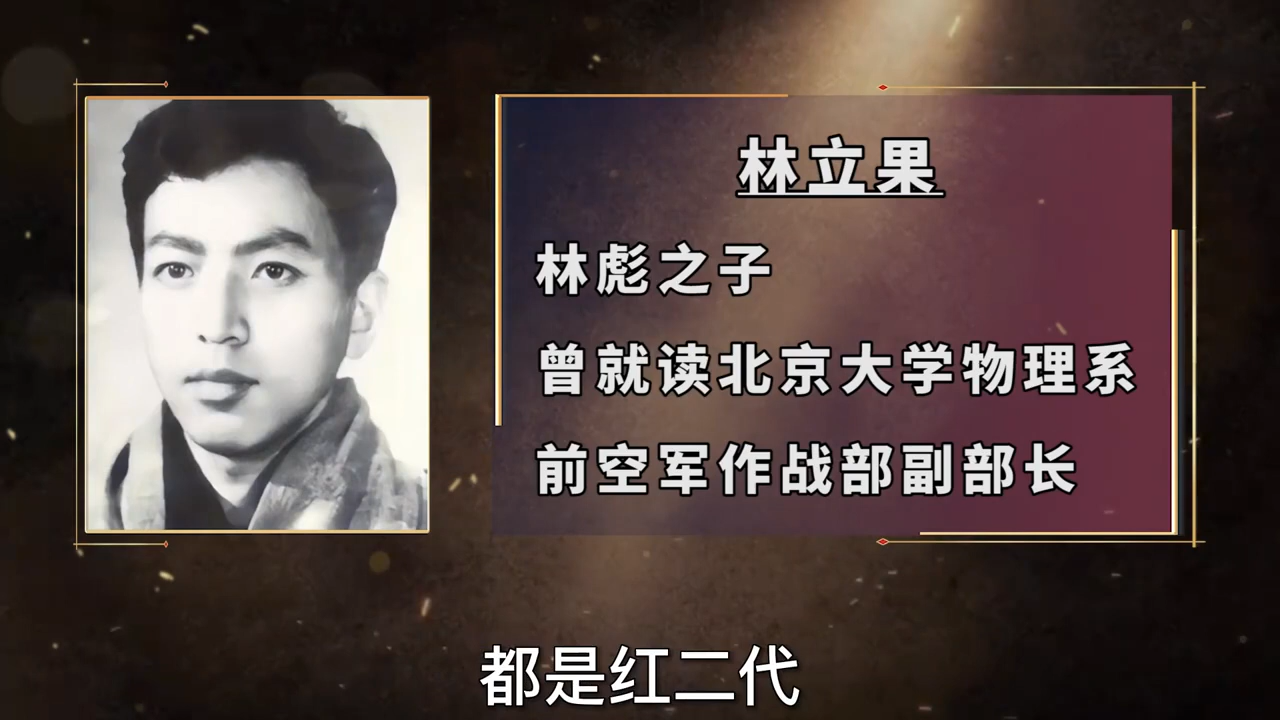 林立果
林彪之子
曾就读北京大学物理系
前空军作战部副部长
都是红二代